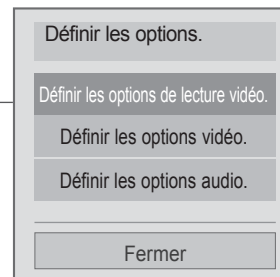 Définir les options.
Définir les options de lecture vidéo.
Définir les options vidéo.
Définir les options audio.
Fermer